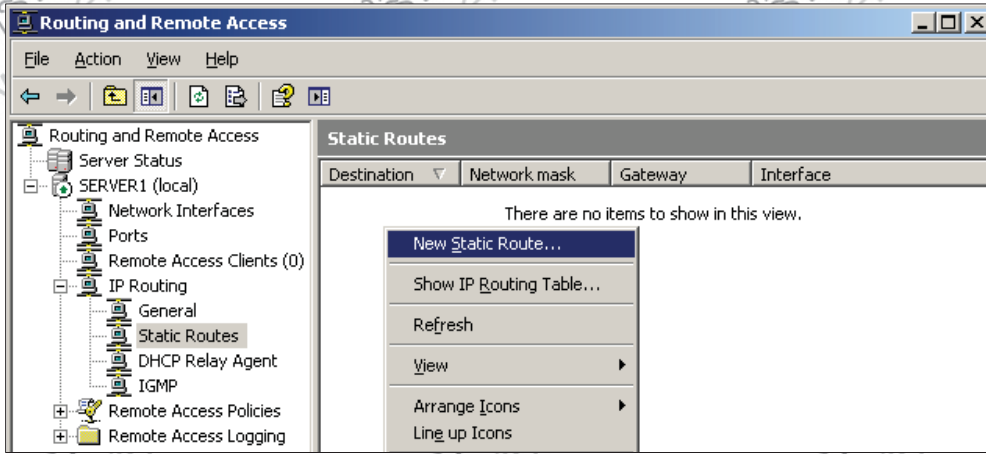 Routing and Remote Access
File Action View Help
Routing and Remote Access
Server Status
SERVER1 (local)
Network Interfaces
Ports
Remote Access Clients (0)
IP Routing
General
Static Routes
DHCP Relay Agent
IGMP
Remote Access Policies
Remote Access Logging
Static Routes
Destination Network mask Gateway Interface
There are no items to show in this view.
New Static Route...
Show IP Routing Table...
Refresh
View
Arrange Icons
Line up Icons